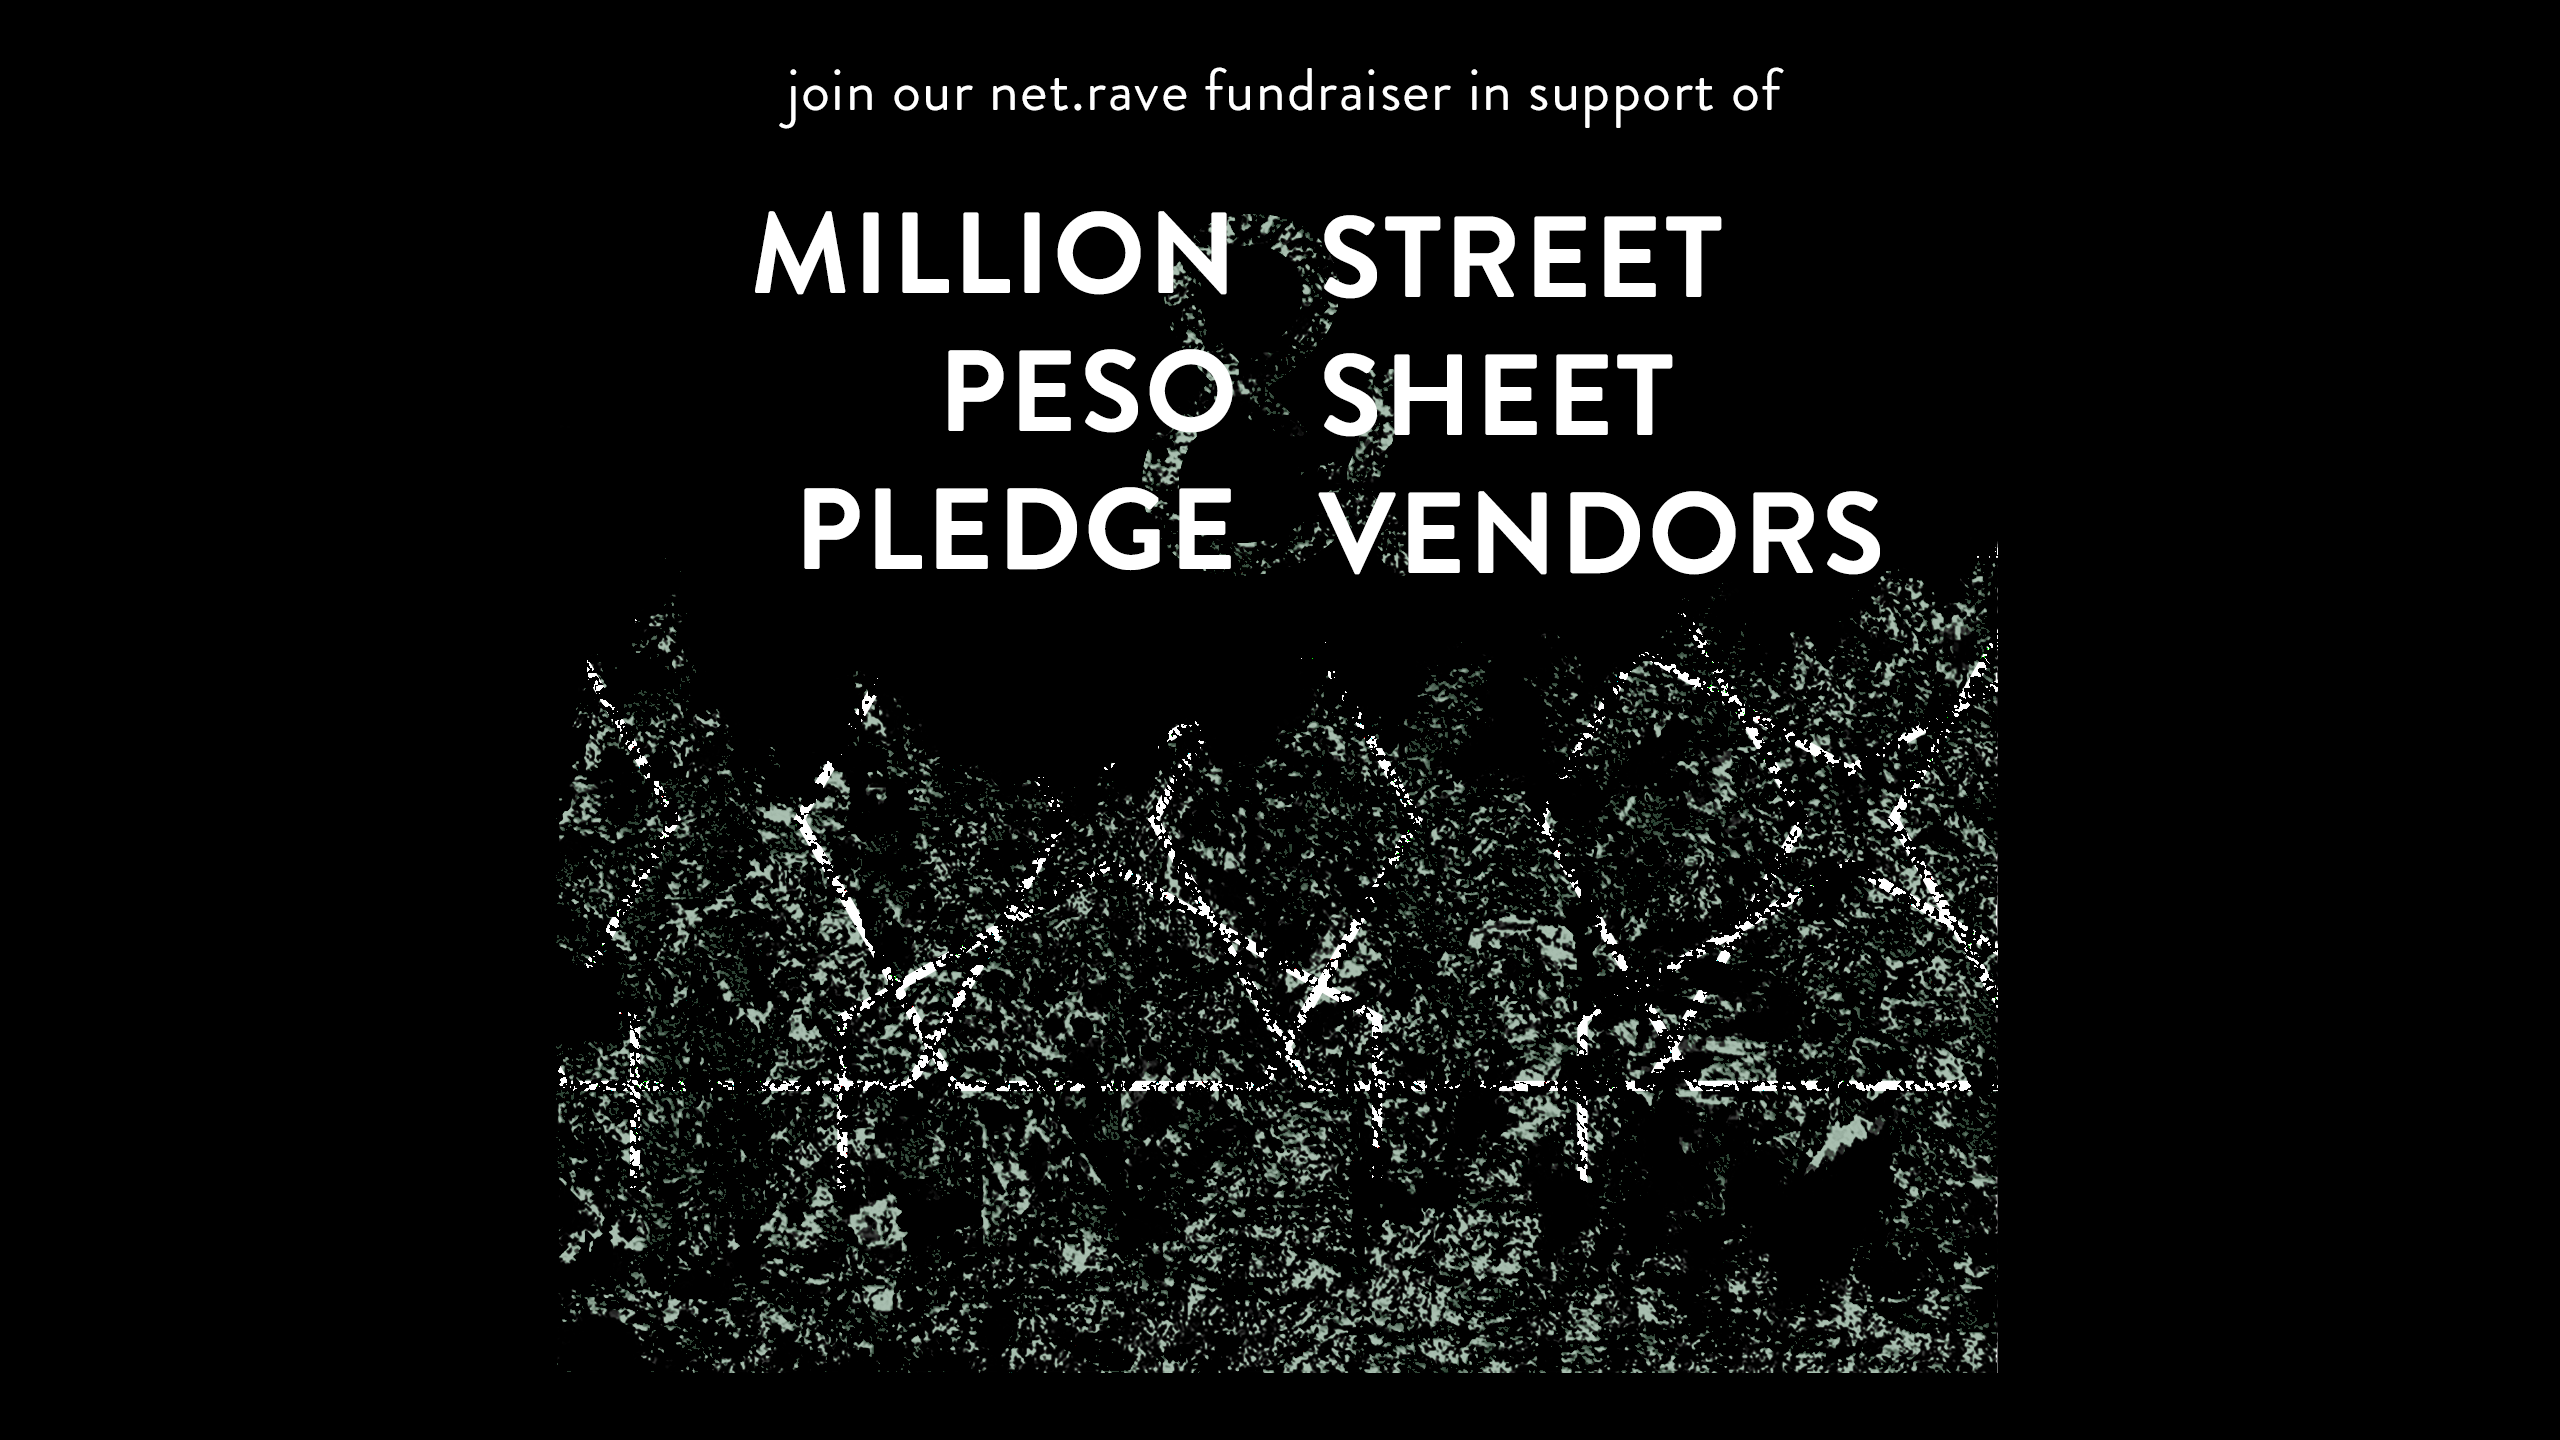 join our net.rave fundraiser in support of
MILLION
PESO
PLEDGE
&
STREET
SHEET
VENDORS